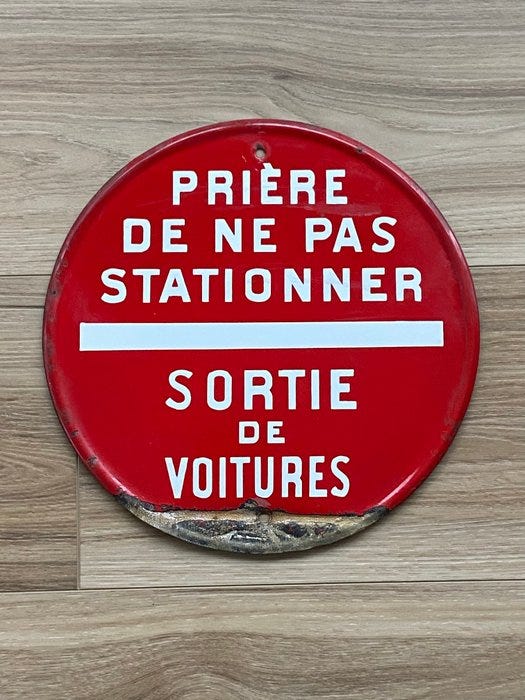 PRIÈRE
DE NE PAS
STATIONNER
SORTIE
DE
VOITURES